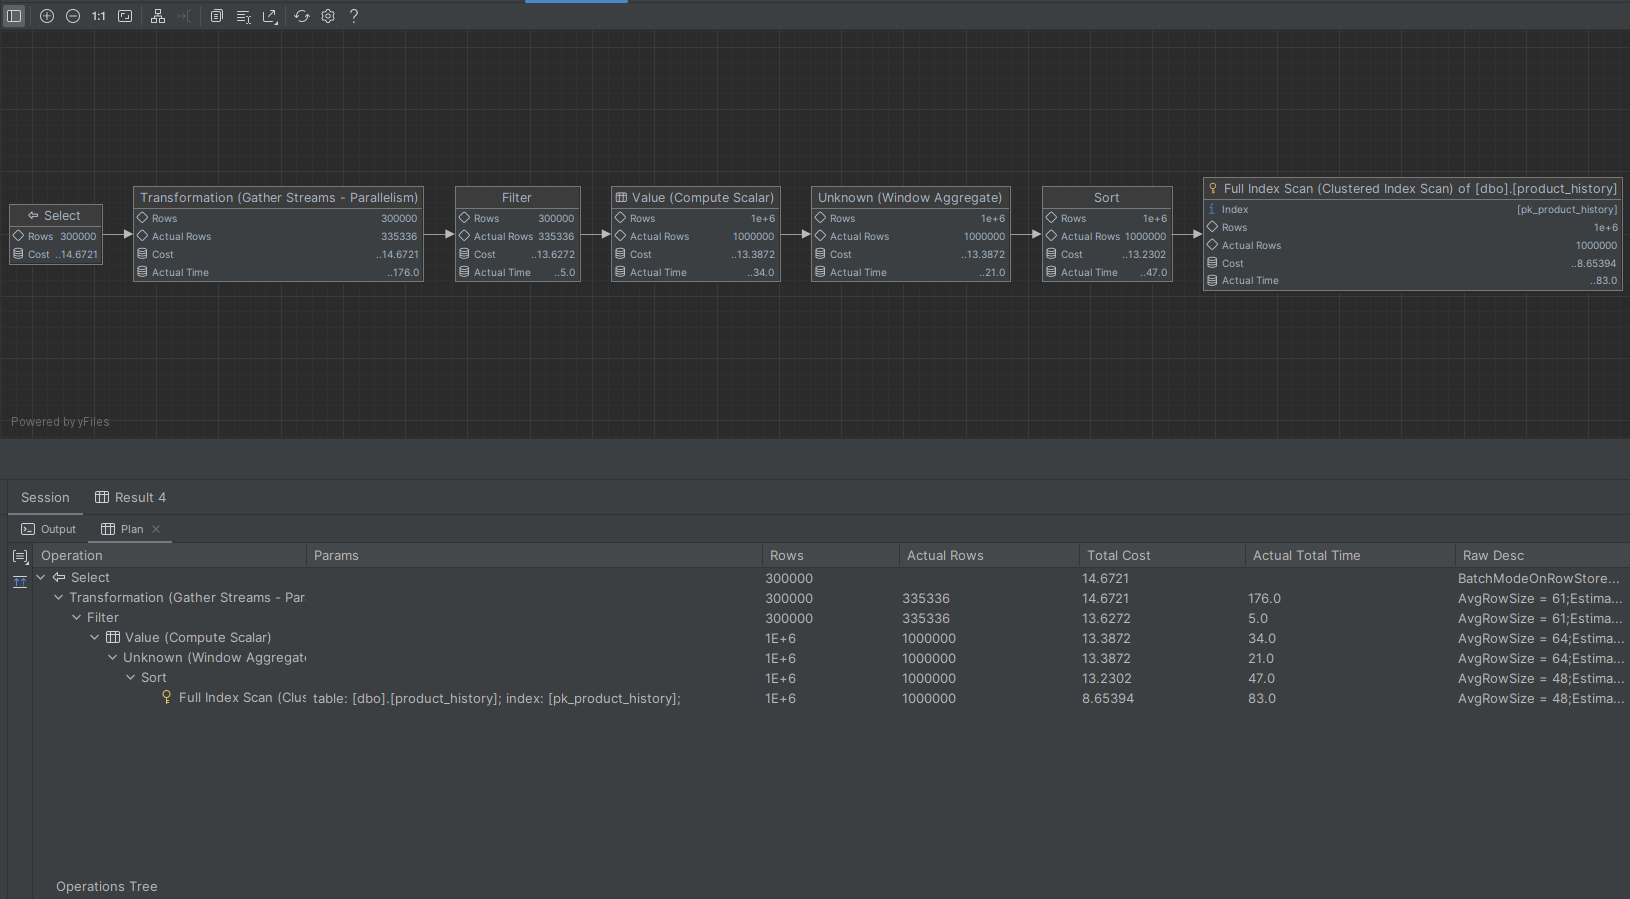 1:1
Select
Rows 300000
Cost ..14.6721
Transformation (Gather Streams - Parallelism)
Rows 300000
Actual Rows 335336
Cost ..14.6721
Actual Time ..176.0
Filter
Rows 300000
Actual Rows 335336
Cost ..13.6272
Actual Time ..5.0
Value (Compute Scalar)
Rows 1e+6
Actual Rows 1000000
Cost ..13.3872
Actual Time ..34.0
Unknown (Window Aggregate)
Rows 1e+6
Actual Rows 1000000
Cost ..13.3872
Actual Time ..21.0
Sort
Rows 1e+6
Actual Rows 1000000
Cost ..13.2302
Actual Time ..47.0
Full Index Scan (Clustered Index Scan) of [dbo].[product_history]
Index [pk_product_history]
Rows 1e+6
Actual Rows 1000000
Cost ..8.65394
Actual Time ..83.0
Powered by yFiles
Session Result 4
Output Plan
Operation Params Rows Actual Rows Total Cost Actual Total Time Raw Desc
Select 300000 14.6721 BatchModeOnRowStore...
Transformation (Gather Streams - Par 300000 335336 14.6721 176.0 AvgRowSize = 61;Estima...
Filter 300000 335336 13.6272 5.0 AvgRowSize = 61;Estima...
Value (Compute Scalar) 1E+6 1000000 13.3872 34.0 AvgRowSize = 64;Estima...
Unknown (Window Aggregate 1E+6 1000000 13.3872 21.0 AvgRowSize = 64;Estima...
Sort 1E+6 1000000 13.2302 47.0 AvgRowSize = 48;Estima...
Full Index Scan (Clus table: [dbo].[product_history]; index: [pk_product_history]; 1E+6 1000000 8.65394 83.0 AvgRowSize = 48;Estima...
Operations Tree